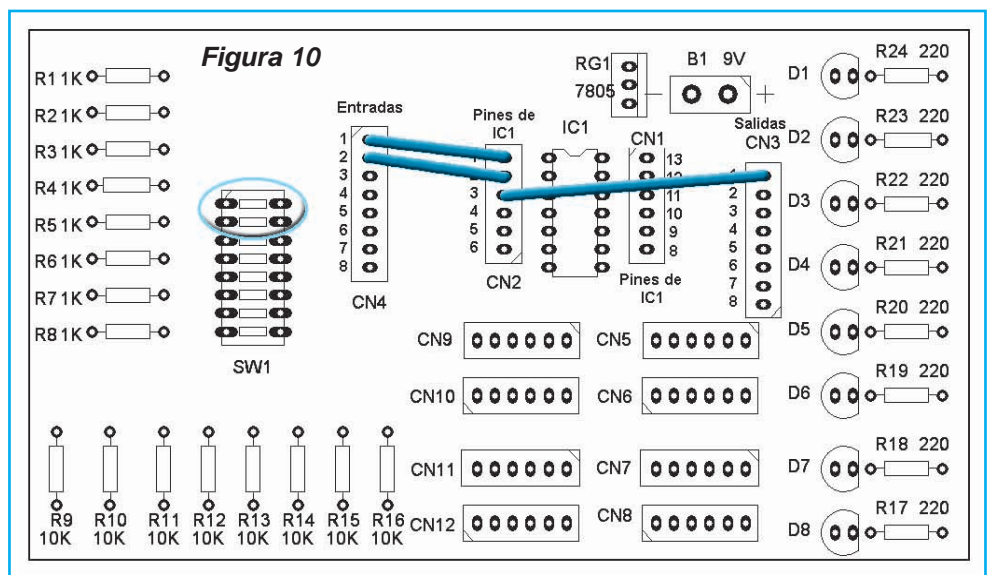 Figura 10
R1 1K
R2 1K
R3 1K
R4 1K
R5 1K
R6 1K
R7 1K
R8 1K
SW1
Entradas
1
2
3
4
5
6
7
8
CN4
Pines de
IC1
3
4
5
6
CN2
IC1
RG1
7805
B1 9V
− +
CN1
13
11
10
9
8
Pines de
IC1
Salidas
CN3
2
3
4
5
6
7
8
D1
R24 220
D2
R23 220
D3
R22 220
D4
R21 220
D5
R20 220
D6
R19 220
D7
R18 220
D8
R17 220
CN9
CN5
CN10
CN6
CN11
CN7
CN12
CN8
R9 R10 R11 R12 R13 R14 R15 R16
10K 10K 10K 10K 10K 10K 10K 10K